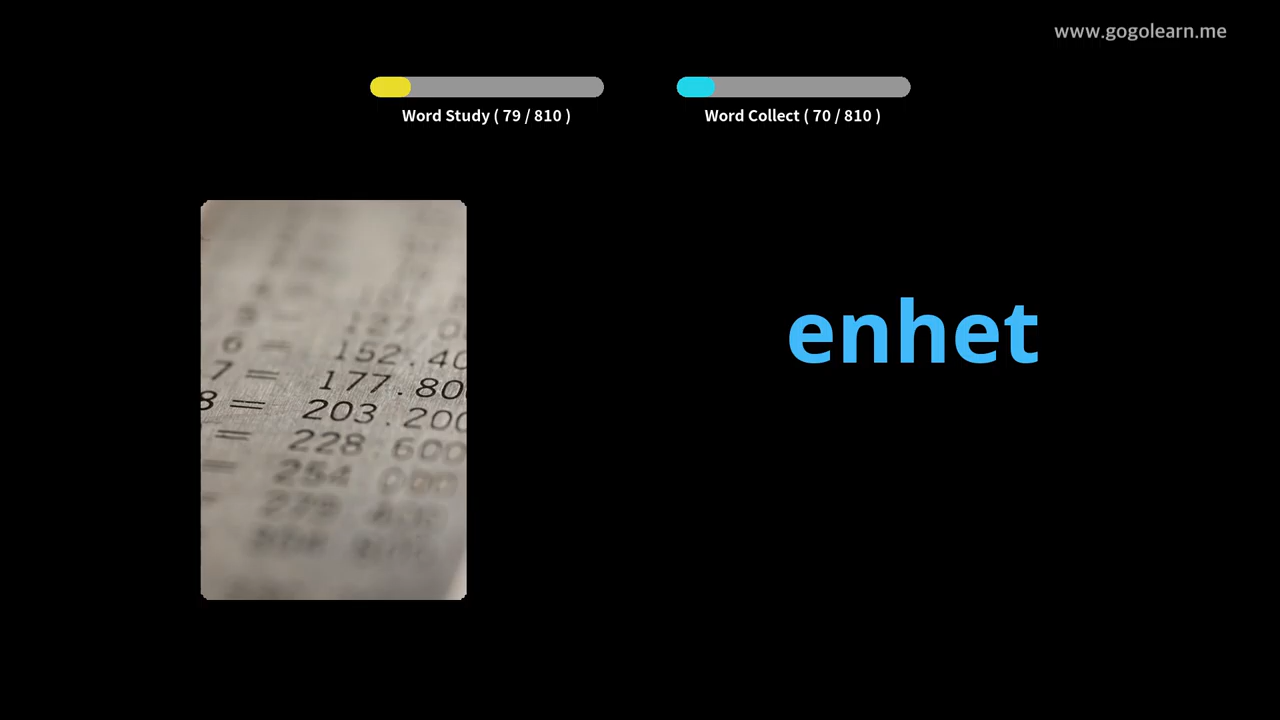 www.gogolearn.me
Word Study ( 79 / 810 )
Word Collect ( 70 / 810 )
6 =
7 = 152.40
8 = 177.80
= 203.200
= 228.600
254
enhet